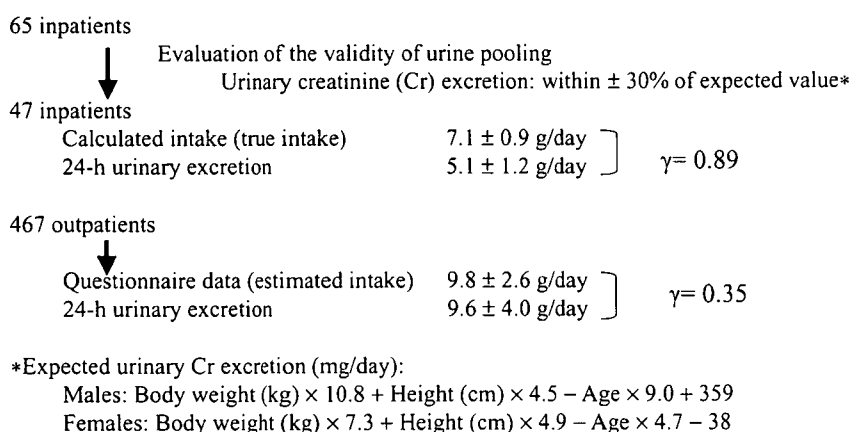 65 inpatients
Evaluation of the validity of urine pooling
Urinary creatinine (Cr) excretion: within ± 30% of expected value*
47 inpatients
Calculated intake (true intake) 7.1 ± 0.9 g/day
24-h urinary excretion 5.1 ± 1.2 g/day
γ= 0.89
467 outpatients
Questionnaire data (estimated intake) 9.8 ± 2.6 g/day
24-h urinary excretion 9.6 ± 4.0 g/day
γ= 0.35
*Expected urinary Cr excretion (mg/day):
Males: Body weight (kg) × 10.8 + Height (cm) × 4.5 − Age × 9.0 + 359
Females: Body weight (kg) × 7.3 + Height (cm) × 4.9 − Age × 4.7 − 38